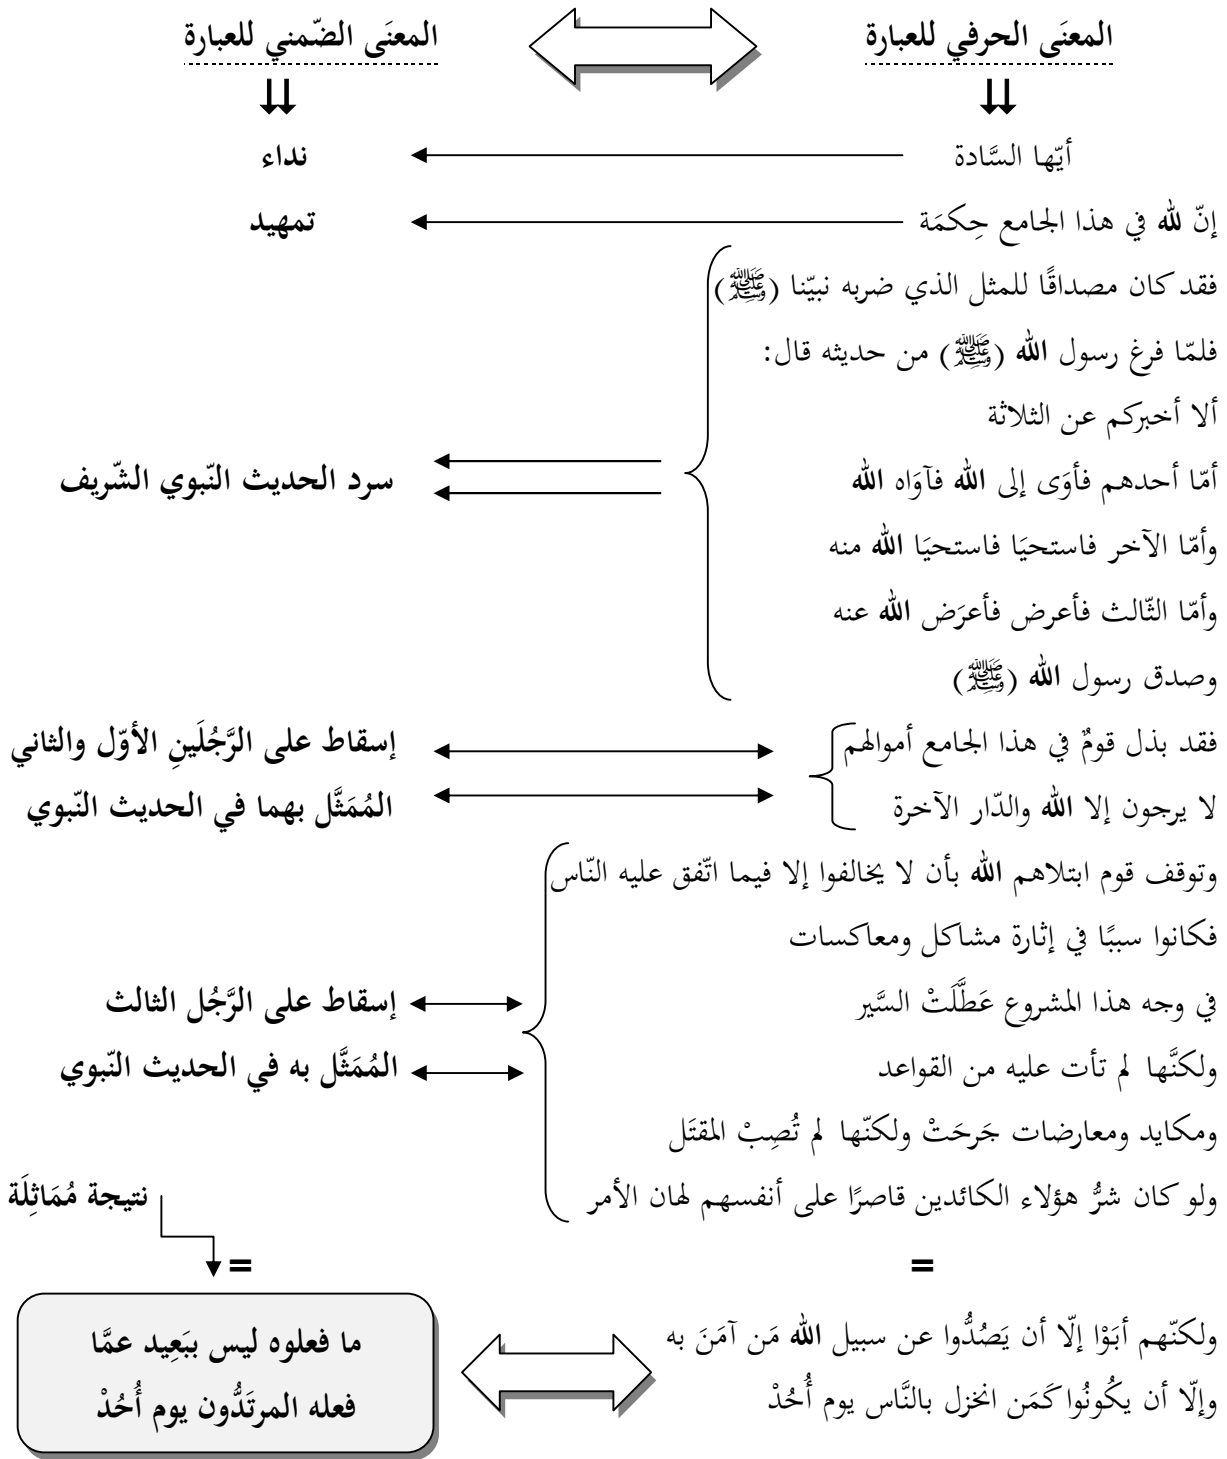 المعنَى الحرفي للعبارة
المعنَى الضّمني للعبارة
أيّها السَّادة
نداء
إنّ لله في هذا الجامع حِكمَة
تمهيد
فقد كان مصداقًا للمثل الذي ضربه نبيّنا (ﷺ)
فلمّا فرغ رسول الله (ﷺ) من حديثه قال:
ألا أخبركم عن الثلاثة
أمّا أحدهم فأوَى إلى الله فآوَاه الله
وأمّا الآخر فاستحيَا فاستحيَا الله منه
وأمّا الثّالث فأعرض فأعرَض الله عنه
وصدق رسول الله (ﷺ)
سرد الحديث النّبوي الشّريف
فقد بذل قومٌ في هذا الجامع أموالهم
لا يرجون إلا الله والدّار الآخرة
إسقاط على الرَّجُلَينِ الأوّل والثاني
المُمَثَّل بهما في الحديث النّبوي
وتوقف قوم ابتلاهم الله بأن لا يخالفوا إلا فيما اتّفق عليه النّاس
فكانوا سببًا في إثارة مشاكل ومعاكسات
في وجه هذا المشروع عَطَّلَتْ السَّير
ولكنَّها لم تأت عليه من القواعد
ومكايد ومعارضات جَرحَتْ ولكنّها لم تُصِبْ المقتَل
ولو كان شرُّ هؤلاء الكائدين قاصرًا على أنفسهم لهان الأمر
إسقاط على الرَّجُل الثالث
المُمَثَّل به في الحديث النّبوي
نتيجة مُمَاثِلَة
=
=
ولكنّهم أبَوْا إلّا أن يَصُدُّوا عن سبيل الله مَن آمَنَ به
وإلّا أن يكُونُوا كَمَن انخزل بالنَّاس يوم أُحُدْ
ما فعلوه ليس ببَعِيد عمَّا
فعله المرتَدُّون يوم أُحُدْ